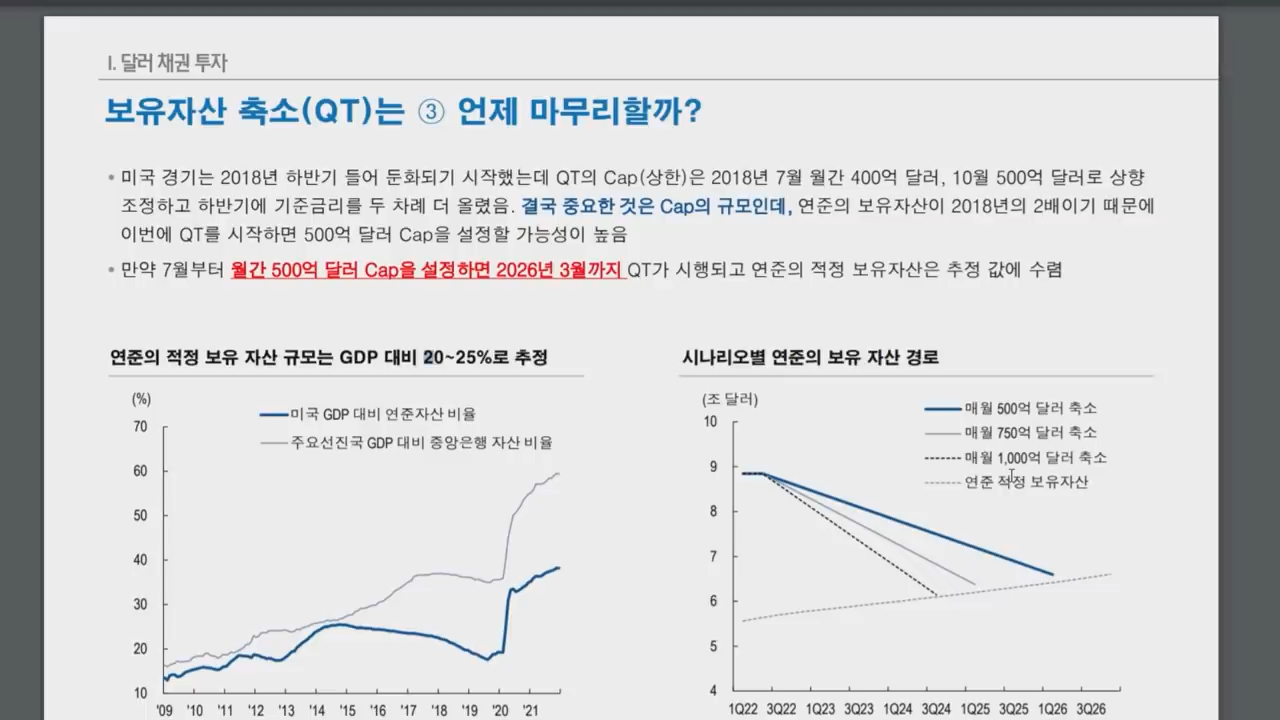 I. 달러 채권 투자
보유자산 축소(QT)는 ③ 언제 마무리할까?
• 미국 경기는 2018년 하반기 들어 둔화되기 시작했는데 QT의 Cap(상한)은 2018년 7월 월간 400억 달러, 10월 500억 달러로 상향
조정하고 하반기에 기준금리를 두 차례 더 올렸음. 결국 중요한 것은 Cap의 규모인데, 연준의 보유자산이 2018년의 2배이기 때문에
이번에 QT를 시작하면 500억 달러 Cap을 설정할 가능성이 높음
• 만약 7월부터 월간 500억 달러 Cap을 설정하면 2026년 3월까지 QT가 시행되고 연준의 적정 보유자산은 추정 값에 수렴
연준의 적정 보유 자산 규모는 GDP 대비 20~25%로 추정
(%)
미국 GDP 대비 연준자산 비율
주요선진국 GDP 대비 중앙은행 자산 비율
70
60
50
40
30
20
10
'09 '10 '11 '12 '13 '14 '15 '16 '17 '18 '19 '20 '21
시나리오별 연준의 보유 자산 경로
(조 달러)
매월 500억 달러 축소
매월 750억 달러 축소
매월 1,000억 달러 축소
연준 적정 보유자산
10
9
8
7
6
5
4
1Q22 3Q22 1Q23 3Q23 1Q24 3Q24 1Q25 3Q25 1Q26 3Q26